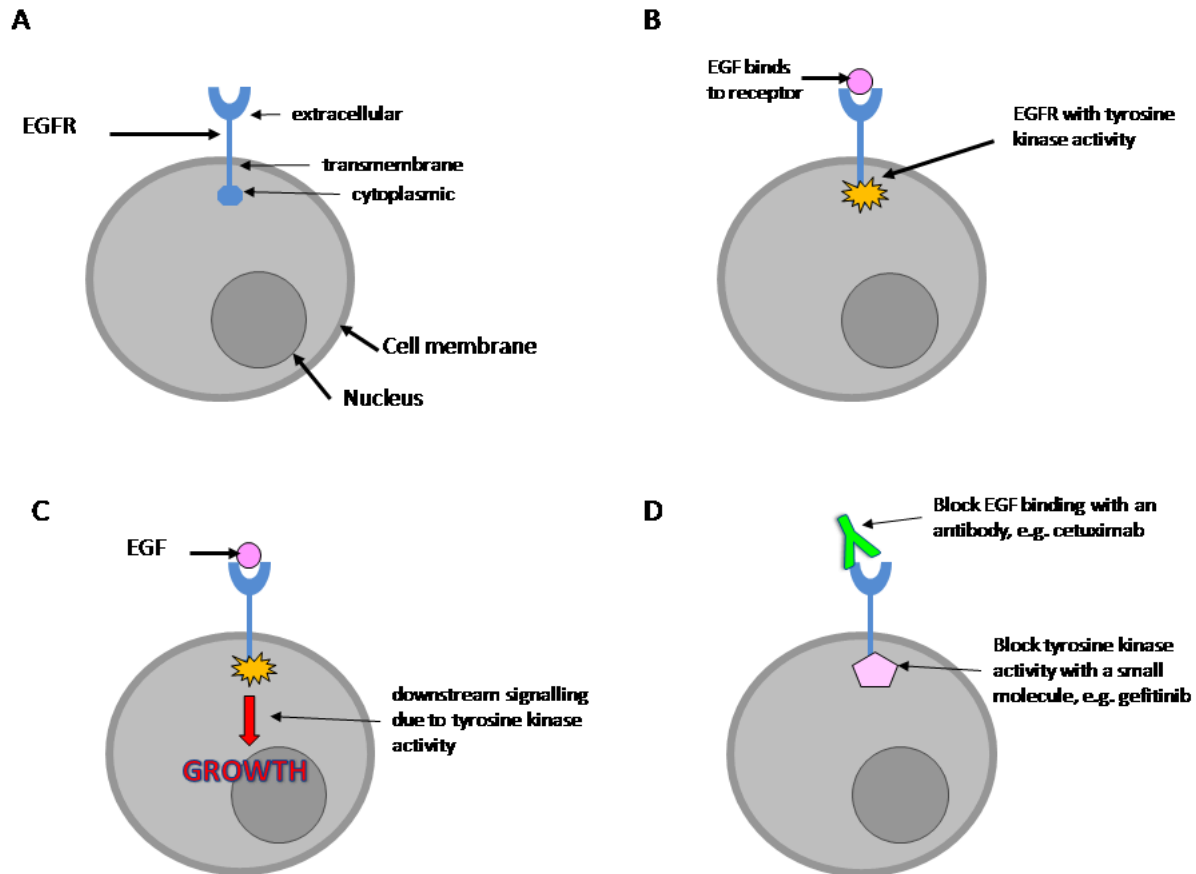 A
EGFR
extracellular
transmembrane
cytoplasmic
Cell membrane
Nucleus
B
EGF binds
to receptor
EGFR with tyrosine
kinase activity
C
EGF
downstream signalling
due to tyrosine kinase
activity
GROWTH
D
Block EGF binding with an
antibody, e.g. cetuximab
Block tyrosine kinase
activity with a small
molecule, e.g. gefitinib